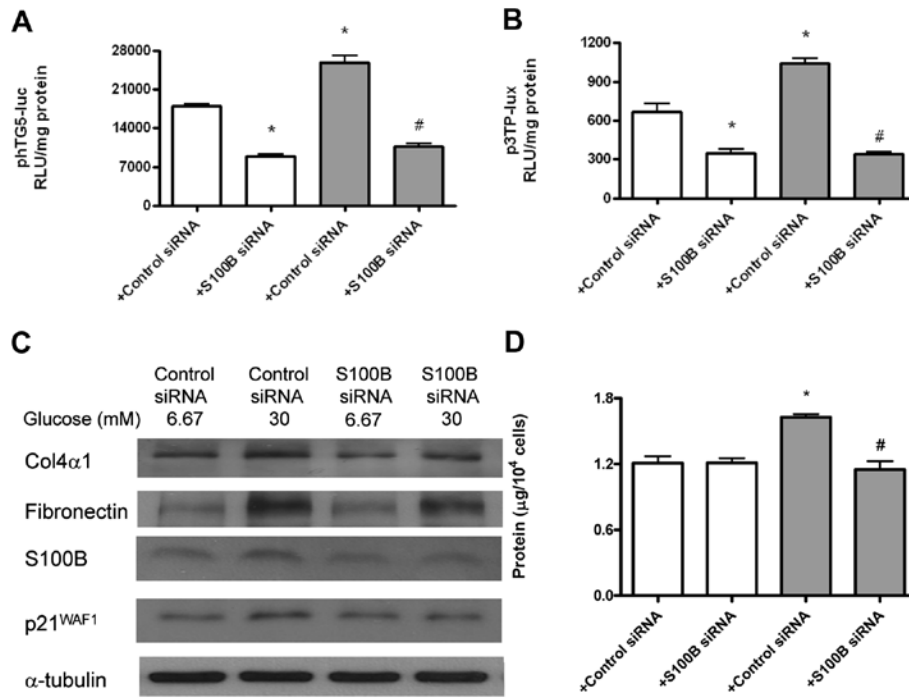 A
phTG5-luc
RLU/mg protein
28000
21000
14000
7000
0
*
*
#
+Control siRNA
+S100B siRNA
+Control siRNA
+S100B siRNA
B
p3TP-lux
RLU/mg protein
1200
900
600
300
0
*
*
#
+Control siRNA
+S100B siRNA
+Control siRNA
+S100B siRNA
C
Control Control S100B S100B
siRNA siRNA siRNA siRNA
Glucose (mM) 6.67 30 6.67 30
Col4α1
Fibronectin
S100B
p21WAF1
α-tubulin
D
Protein (µg/10⁴ cells)
1.8
1.2
0.6
0.0
*
#
+Control siRNA
+S100B siRNA
+Control siRNA
+S100B siRNA